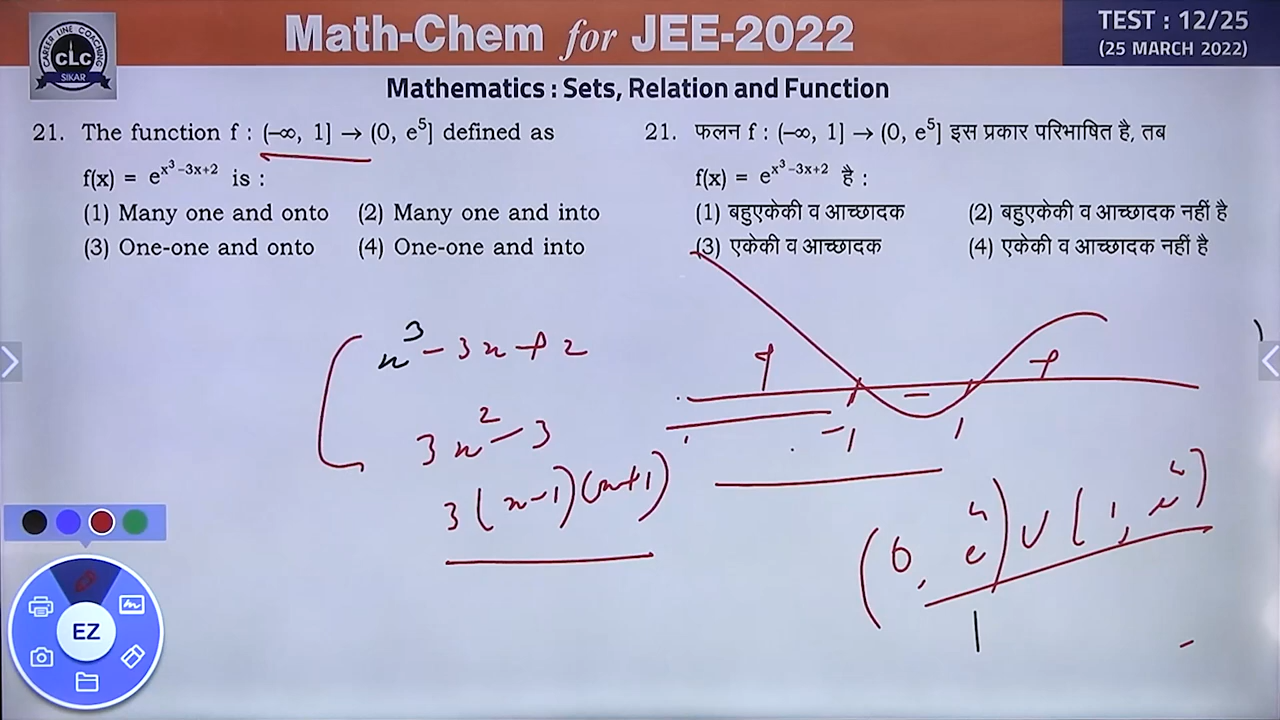 CAREER LINE COACHING
CLC
SIKAR
Math-Chem for JEE-2022
TEST : 12/25
(25 MARCH 2022)
Mathematics : Sets, Relation and Function
21. The function f : (-∞, 1] → (0, e⁵] defined as
f(x) = e^{x³-3x+2} is :
(1) Many one and onto (2) Many one and into
(3) One-one and onto (4) One-one and into
21. फलन f : (-∞, 1] → (0, e⁵] इस प्रकार परिभाषित है, तब
f(x) = e^{x³-3x+2} है :
(1) बहुएकेकी व आच्छादक (2) बहुएकेकी व आच्छादक नहीं है
(3) एकेकी व आच्छादक (4) एकेकी व आच्छादक नहीं है
x³ - 3x + 2
3x² - 3
3(x-1)(x+1)
+ - +
-1 1
(0, e⁴) ∪ (1, e⁴)
EZ